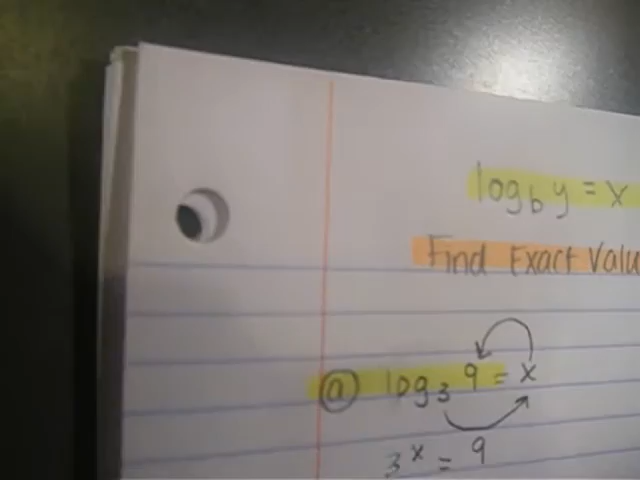 log_b y = x
Find Exact Valu
ⓐ log₃ 9 = x
3ˣ = 9